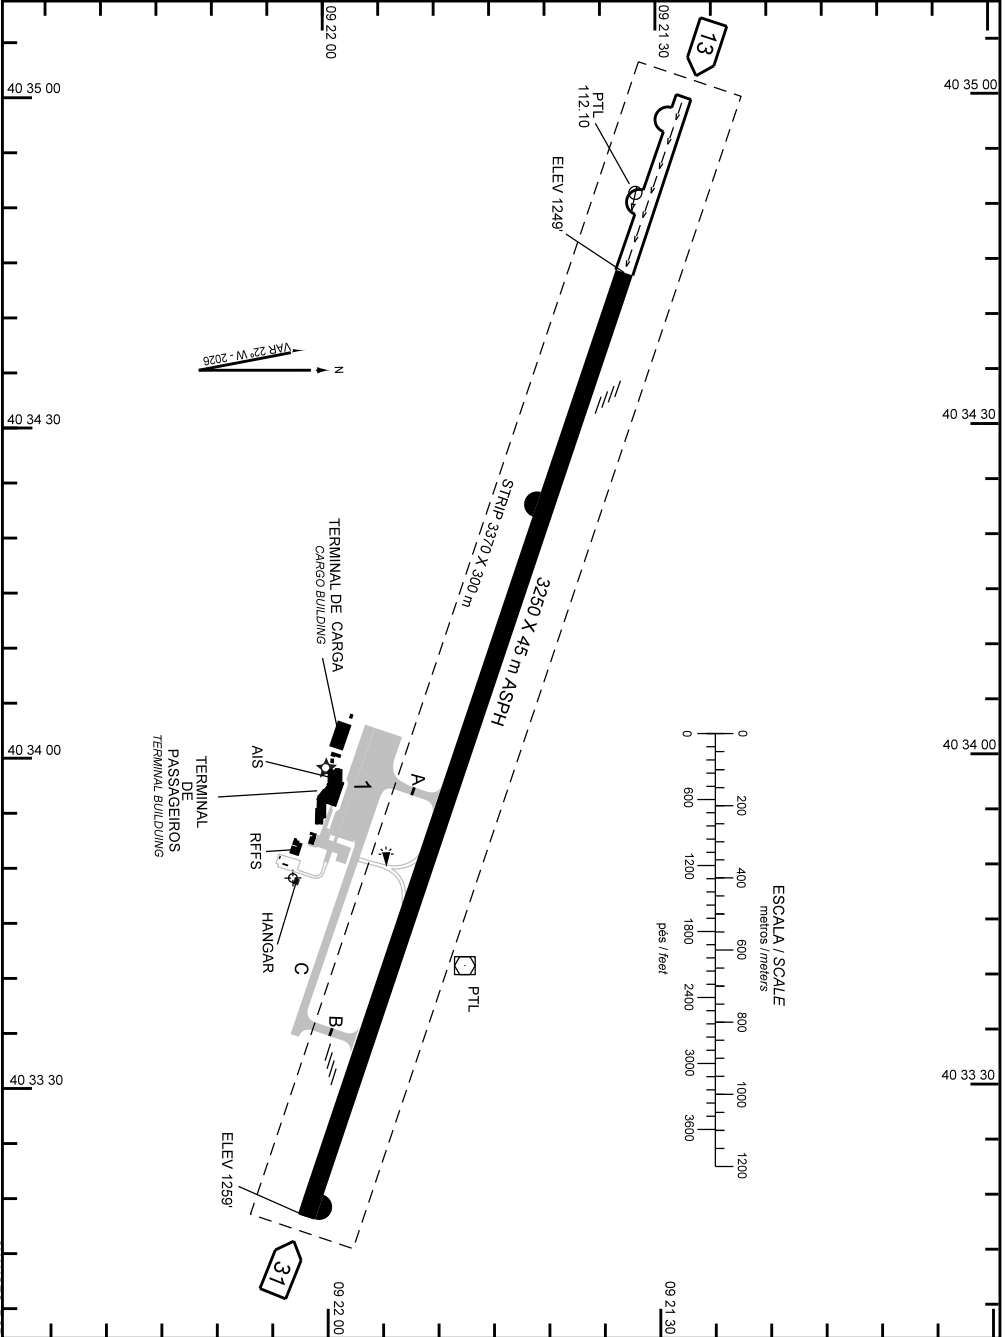 09 22 00
09 21 30
13
40 35 00
40 35 00
PTL
112.10
ELEV 1249'
VAR 22° W - 2026
N
40 34 30
40 34 30
STRIP 3370 X 300 m
3250 X 45 m ASPH
TERMINAL DE CARGA
CARGO BUILDING
40 34 00
40 34 00
AIS
TERMINAL
DE
PASSAGEIROS
TERMINAL BUILDUING
RFFS
HANGAR
1
A
C
B
PTL
ESCALA / SCALE
metros / meters
0 200 400 600 800 1000 1200
0 600 1200 1800 2400 3000 3600
pés / feet
40 33 30
40 33 30
ELEV 1259'
31
09 22 00
09 21 30